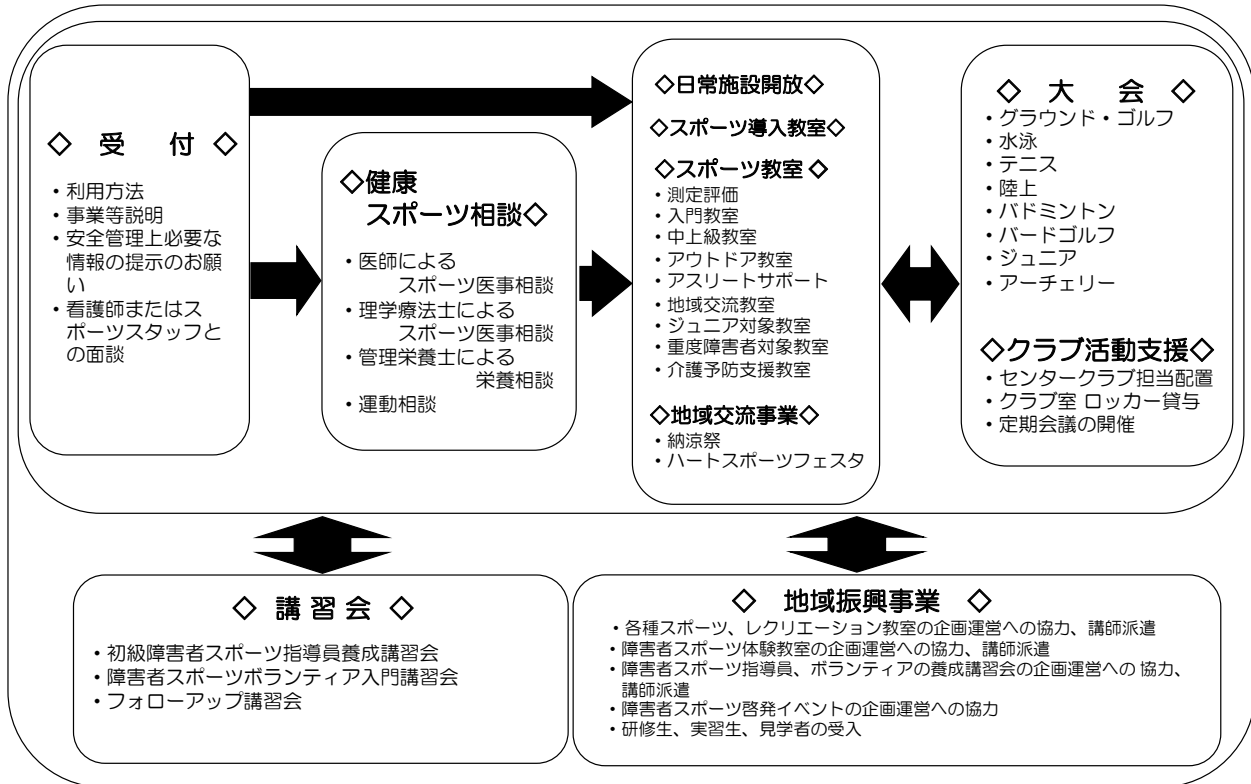 ◇ 受　付 ◇
・利用方法
・事業等説明
・安全管理上必要な
情報の提示のお願
い
・看護師またはス
ポーツスタッフと
の面談
◇健康
スポーツ相談◇
・医師による
スポーツ医事相談
・理学療法士による
スポーツ医事相談
・管理栄養士による
栄養相談
・運動相談
◇日常施設開放◇
◇スポーツ導入教室◇
◇スポーツ教室 ◇
・測定評価
・入門教室
・中上級教室
・アウトドア教室
・アスリートサポート
・地域交流教室
・ジュニア対象教室
・重度障害者対象教室
・介護予防支援教室
◇地域交流事業◇
・納涼祭
・ハートスポーツフェスタ
◇ 大　会 ◇
・グラウンド・ゴルフ
・水泳
・テニス
・陸上
・バドミントン
・バードゴルフ
・ジュニア
・アーチェリー
◇クラブ活動支援◇
・センタークラブ担当配置
・クラブ室 ロッカー貸与
・定期会議の開催
◇ 講 習 会 ◇
・初級障害者スポーツ指導員養成講習会
・障害者スポーツボランティア入門講習会
・フォローアップ講習会
◇ 地域振興事業 ◇
・各種スポーツ、レクリエーション教室の企画運営への協力、講師派遣
・障害者スポーツ体験教室の企画運営への協力、講師派遣
・障害者スポーツ指導員、ボランティアの養成講習会の企画運営への 協力、
講師派遣
・障害者スポーツ啓発イベントの企画運営への協力
・研修生、実習生、見学者の受入